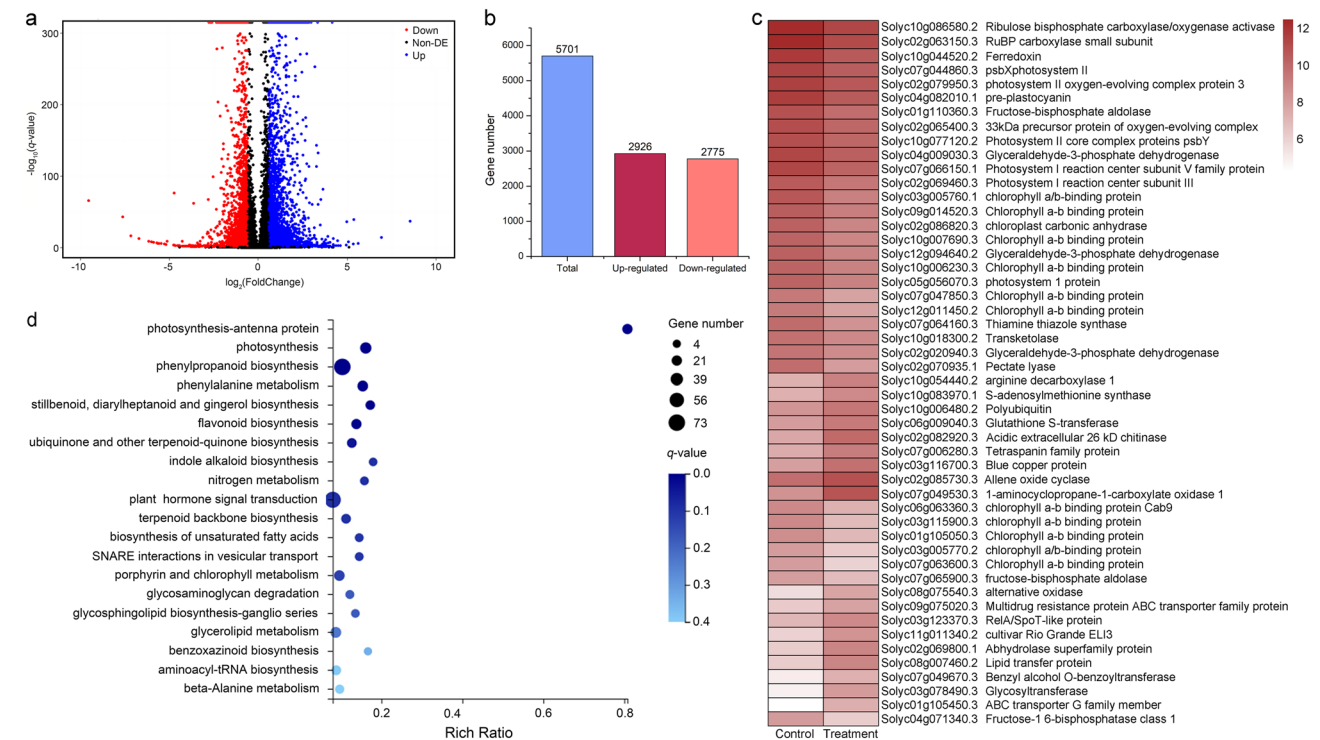 a
300
200
100
0
-log10(q-value)
-10
-5
0
5
10
log2(FoldChange)
Down
Non-DE
Up
b
Gene number
6000
5000
4000
3000
2000
1000
0
5701
2926
2775
Total
Up-regulated
Down-regulated
c
Solyc10g086580.2 Ribulose bisphosphate carboxylase/oxygenase activase
Solyc02g063150.3 RuBP carboxylase small subunit
Solyc10g044520.2 Ferredoxin
Solyc07g044860.3 psbXphotosystem II
Solyc02g079950.3 photosystem II oxygen-evolving complex protein 3
Solyc04g082010.1 pre-plastocyanin
Solyc01g110360.3 Fructose-bisphosphate aldolase
Solyc02g065400.3 33kDa precursor protein of oxygen-evolving complex
Solyc10g077120.2 Photosystem II core complex proteins psbY
Solyc04g009030.3 Glyceraldehyde-3-phosphate dehydrogenase
Solyc07g066150.1 Photosystem I reaction center subunit V family protein
Solyc02g069460.3 Photosystem I reaction center subunit III
Solyc03g005760.1 chlorophyll a/b-binding protein
Solyc09g014520.3 Chlorophyll a-b binding protein
Solyc02g086820.3 chloroplast carbonic anhydrase
Solyc10g007690.3 Chlorophyll a-b binding protein
Solyc12g094640.2 Glyceraldehyde-3-phosphate dehydrogenase
Solyc10g006230.3 Chlorophyll a-b binding protein
Solyc05g056070.3 photosystem 1 protein
Solyc07g047850.3 Chlorophyll a-b binding protein
Solyc12g011450.2 Chlorophyll a-b binding protein
Solyc07g064160.3 Thiamine thiazole synthase
Solyc10g018300.2 Transketolase
Solyc02g020940.3 Glyceraldehyde-3-phosphate dehydrogenase
Solyc02g070935.1 Pectate lyase
Solyc10g054440.2 arginine decarboxylase 1
Solyc10g083970.1 S-adenosylmethionine synthase
Solyc10g006480.2 Polyubiquitin
Solyc06g009040.3 Glutathione S-transferase
Solyc02g082920.3 Acidic extracellular 26 kD chitinase
Solyc07g006280.3 Tetraspanin family protein
Solyc03g116700.3 Blue copper protein
Solyc02g085730.3 Allene oxide cyclase
Solyc07g049530.3 1-aminocyclopropane-1-carboxylate oxidase 1
Solyc06g063360.3 chlorophyll a-b binding protein Cab9
Solyc03g115900.3 chlorophyll a-b binding protein
Solyc01g105050.3 Chlorophyll a-b binding protein
Solyc03g005770.2 chlorophyll a/b-binding protein
Solyc07g063600.3 Chlorophyll a-b binding protein
Solyc07g065900.3 fructose-bisphosphate aldolase
Solyc08g075540.3 alternative oxidase
Solyc09g075020.3 Multidrug resistance protein ABC transporter family protein
Solyc03g123370.3 RelA/SpoT-like protein
Solyc11g011340.2 cultivar Rio Grande ELI3
Solyc02g069800.1 Abhydrolase superfamily protein
Solyc08g007460.2 Lipid transfer protein
Solyc07g049670.3 Benzyl alcohol O-benzoyltransferase
Solyc03g078490.3 Glycosyltransferase
Solyc01g105450.3 ABC transporter G family member
Solyc04g071340.3 Fructose-1 6-bisphosphatase class 1
Control Treatment
12
10
8
6
d
photosynthesis-antenna protein
photosynthesis
phenylpropanoid biosynthesis
phenylalanine metabolism
stillbenoid, diarylheptanoid and gingerol biosynthesis
flavonoid biosynthesis
ubiquinone and other terpenoid-quinone biosynthesis
indole alkaloid biosynthesis
nitrogen metabolism
plant hormone signal transduction
terpenoid backbone biosynthesis
biosynthesis of unsaturated fatty acids
SNARE interactions in vesicular transport
porphyrin and chlorophyll metabolism
glycosaminoglycan degradation
glycosphingolipid biosynthesis-ganglio series
glycerolipid metabolism
benzoxazinoid biosynthesis
aminoacyl-tRNA biosynthesis
beta-Alanine metabolism
0.2
0.4
0.6
0.8
Rich Ratio
Gene number
4
21
39
56
73
q-value
0.0
0.1
0.2
0.3
0.4